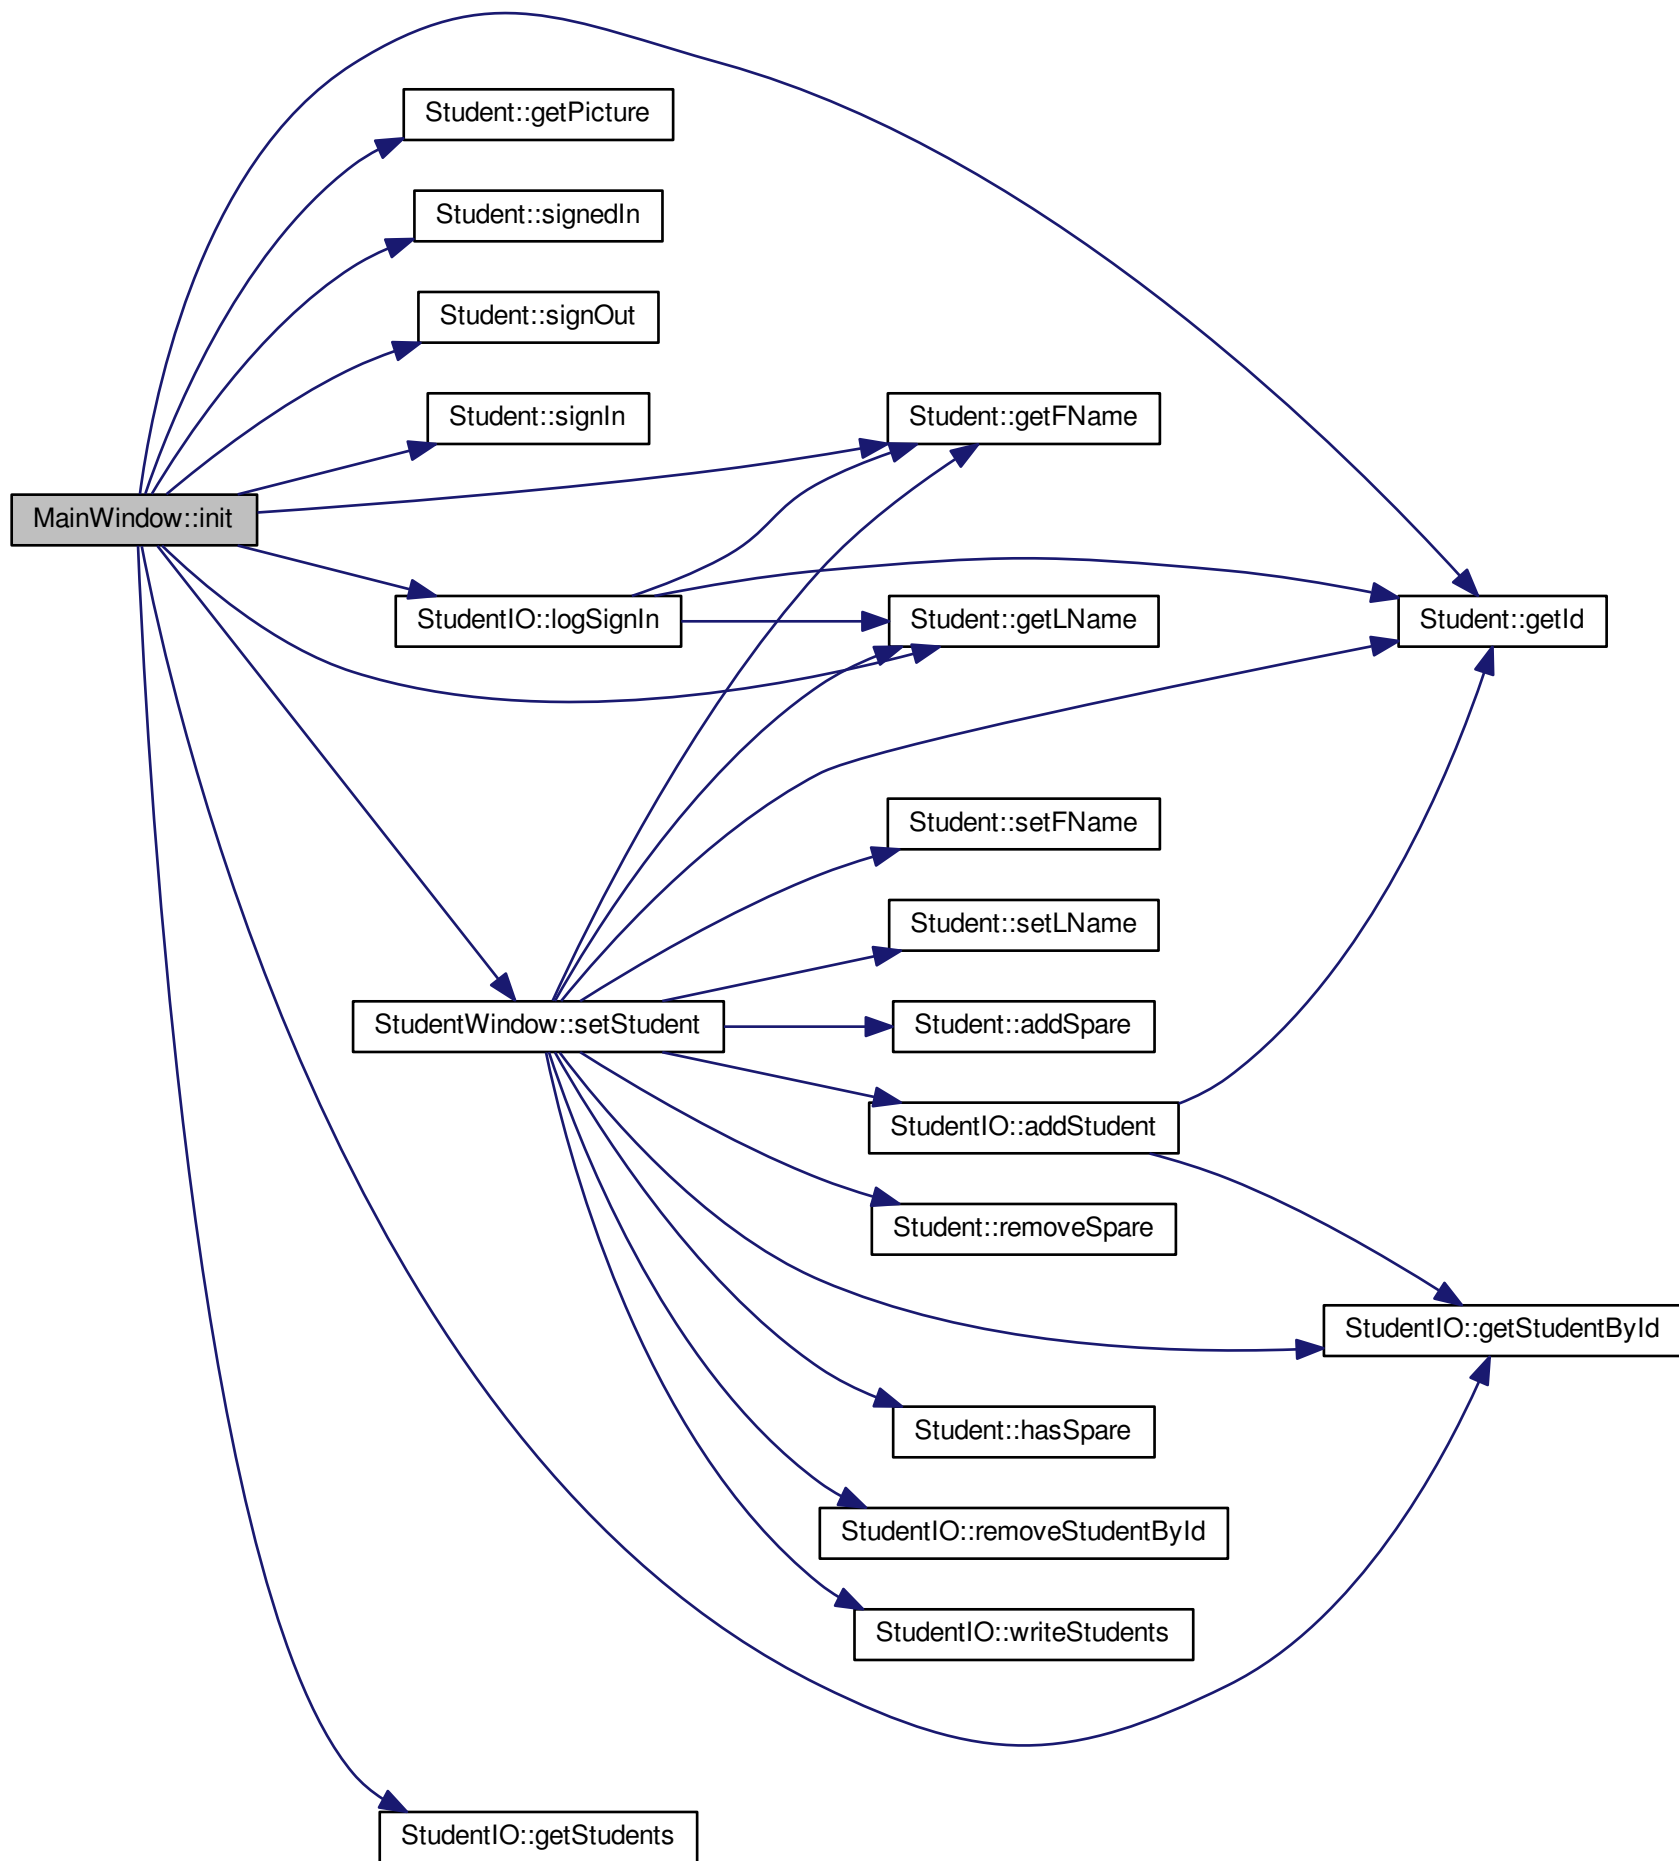 Student::getPicture
Student::signedIn
Student::signOut
Student::signIn
Student::getFName
MainWindow::init
StudentIO::logSignIn
Student::getLName
Student::getId
Student::setFName
Student::setLName
StudentWindow::setStudent
Student::addSpare
StudentIO::addStudent
Student::removeSpare
StudentIO::getStudentById
Student::hasSpare
StudentIO::removeStudentById
StudentIO::writeStudents
StudentIO::getStudents